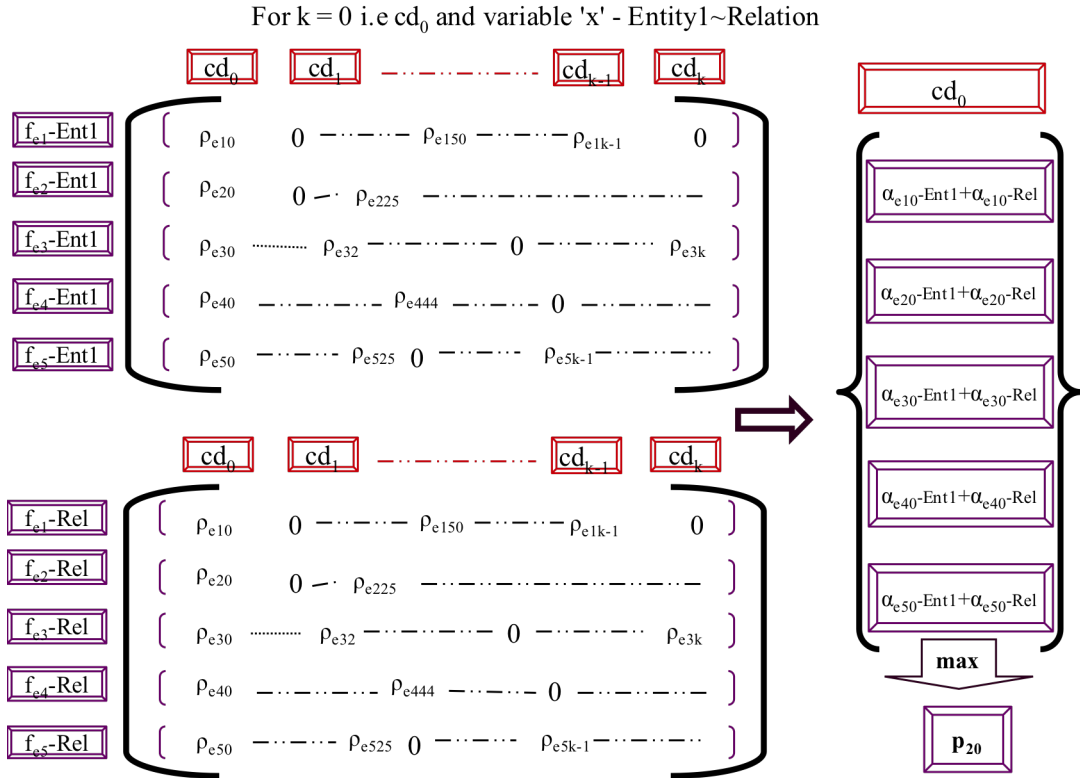 For k = 0 i.e cd₀ and variable 'x' - Entity1~Relation
cd₀ cd₁ cdₖ₋₁ cdₖ
fₑ₁-Ent1 ρₑ₁₀ 0 ρₑ₁₅₀ ρₑ₁ₖ₋₁ 0
fₑ₂-Ent1 ρₑ₂₀ 0 ρₑ₂₂₅
fₑ₃-Ent1 ρₑ₃₀ ρₑ₃₂ 0 ρₑ₃ₖ
fₑ₄-Ent1 ρₑ₄₀ ρₑ₄₄₄ 0
fₑ₅-Ent1 ρₑ₅₀ ρₑ₅₂₅ 0 ρₑ₅ₖ₋₁
cd₀ cd₁ cdₖ₋₁ cdₖ
fₑ₁-Rel ρₑ₁₀ 0 ρₑ₁₅₀ ρₑ₁ₖ₋₁ 0
fₑ₂-Rel ρₑ₂₀ 0 ρₑ₂₂₅
fₑ₃-Rel ρₑ₃₀ ρₑ₃₂ 0 ρₑ₃ₖ
fₑ₄-Rel ρₑ₄₀ ρₑ₄₄₄ 0
fₑ₅-Rel ρₑ₅₀ ρₑ₅₂₅ 0 ρₑ₅ₖ₋₁
cd₀
αₑ₁₀-Ent1+αₑ₁₀-Rel
αₑ₂₀-Ent1+αₑ₂₀-Rel
αₑ₃₀-Ent1+αₑ₃₀-Rel
αₑ₄₀-Ent1+αₑ₄₀-Rel
αₑ₅₀-Ent1+αₑ₅₀-Rel
max
p₂₀